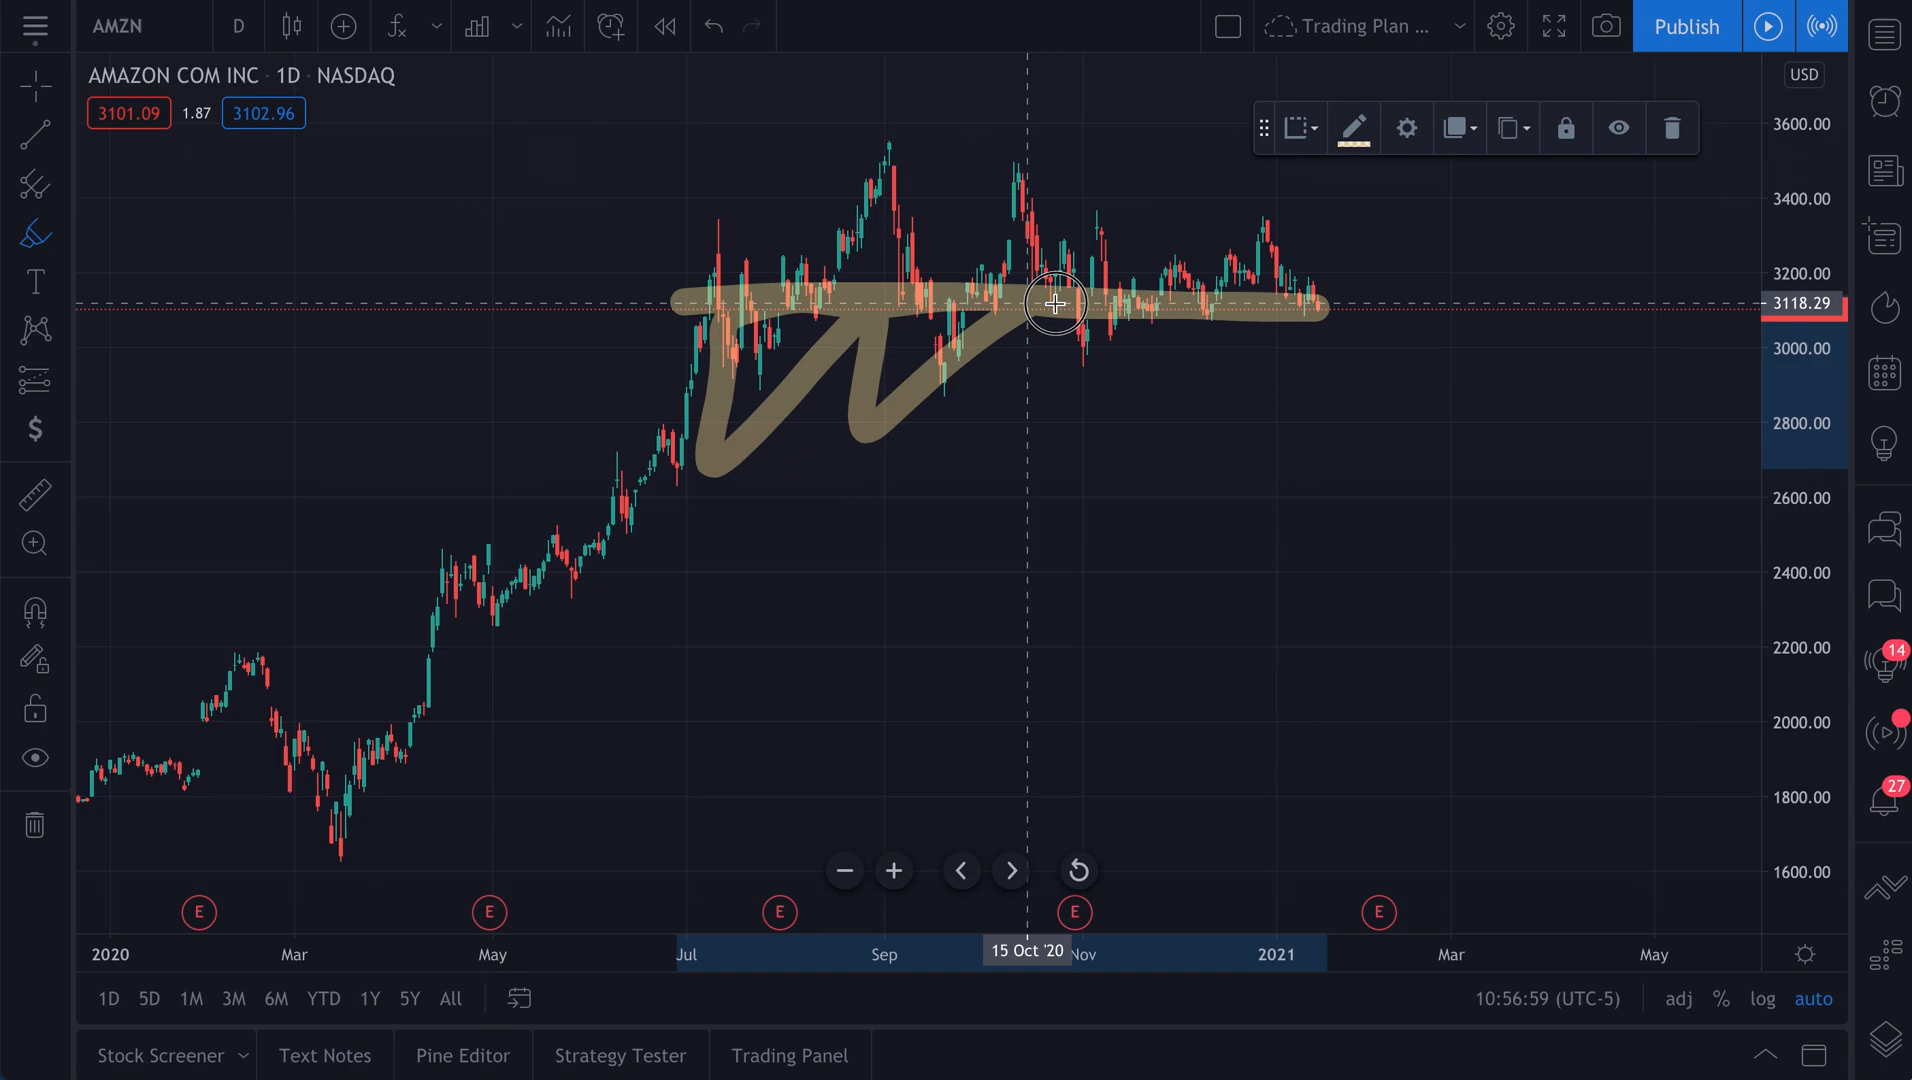 AMZN
D
Trading Plan ...
Publish
AMAZON COM INC · 1D · NASDAQ
USD
3101.09
1.87
3102.96
3600.00
3400.00
3200.00
3118.29
3000.00
2800.00
2600.00
2400.00
2200.00
2000.00
1800.00
1600.00
14
27
E
E
E
E
E
2020
Mar
May
Jul
Sep
15 Oct '20
Nov
2021
Mar
May
1D
5D
1M
3M
6M
YTD
1Y
5Y
All
10:56:59 (UTC-5)
adj
%
log
auto
Stock Screener
Text Notes
Pine Editor
Strategy Tester
Trading Panel